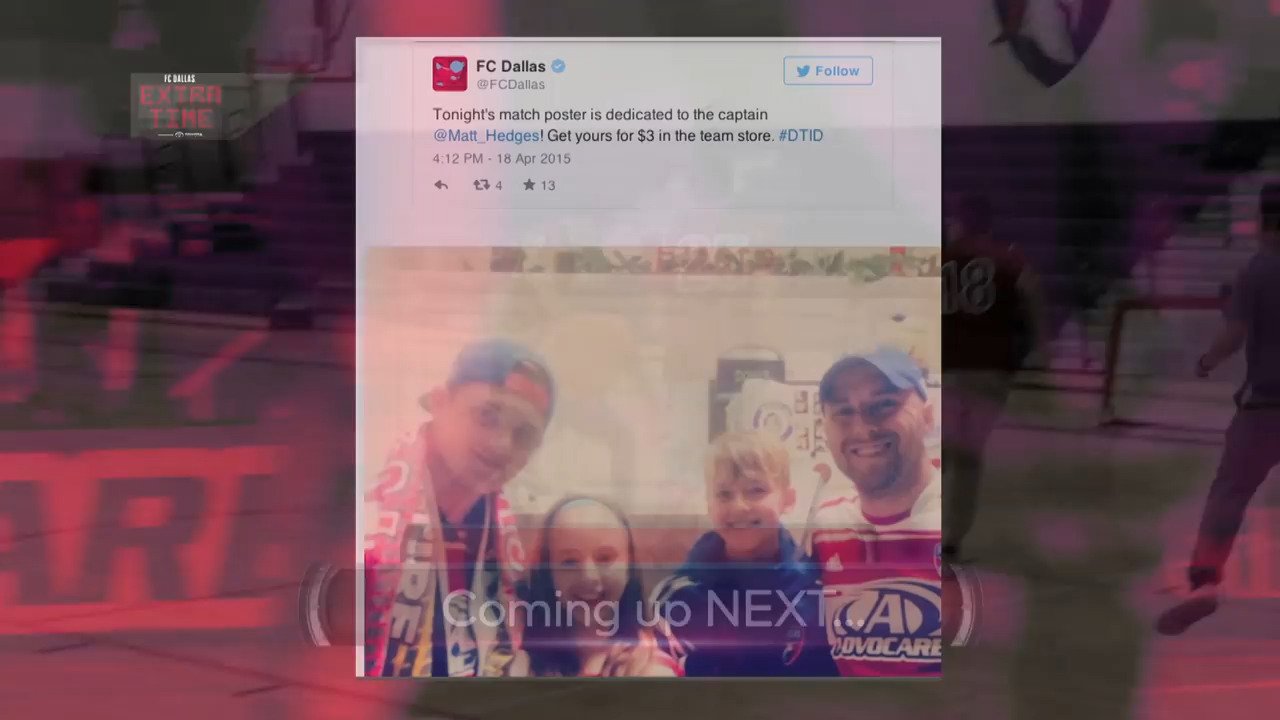 FC DALLAS
EXTRA
TIME
FC Dallas
@FCDallas
Follow
Tonight's match poster is dedicated to the captain
@Matt_Hedges! Get yours for $3 in the team store. #DTID
4:12 PM - 18 Apr 2015
4 13
18
Coming up NEXT...
ADVOCARE